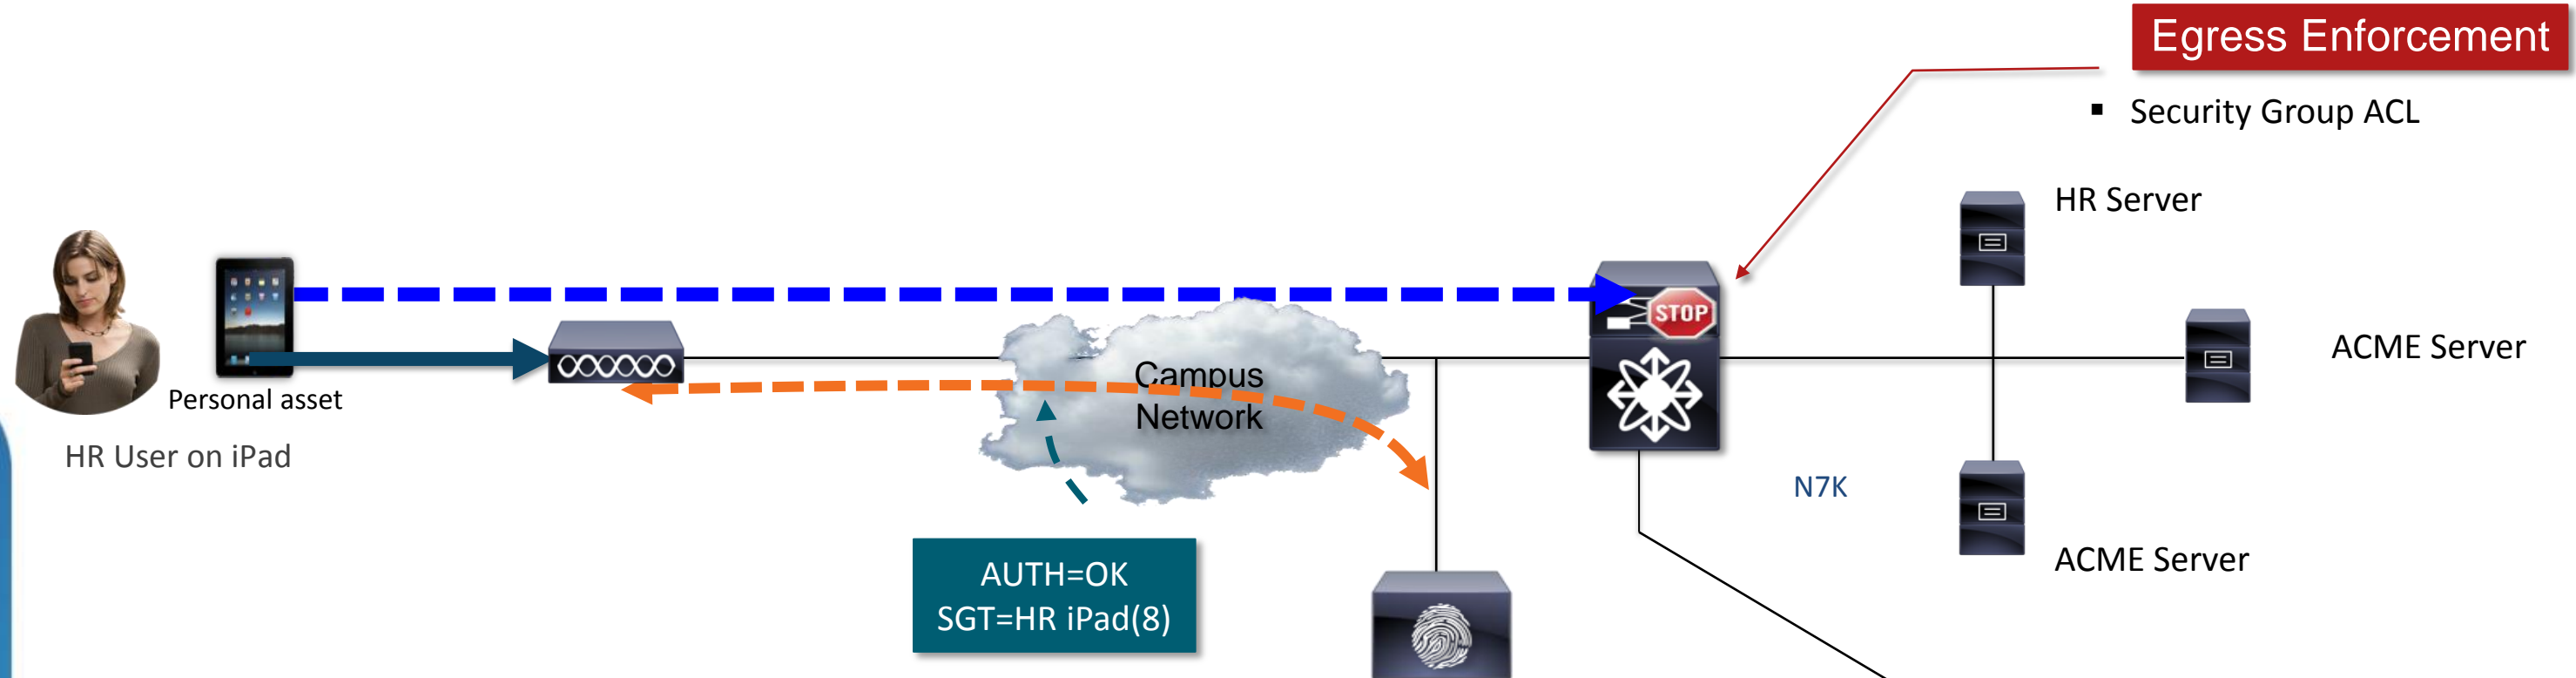 Egress Enforcement
▪ Security Group ACL
HR Server
STOP
ACME Server
Campus
Network
Personal asset
HR User on iPad
N7K
ACME Server
AUTH=OK
SGT=HR iPad(8)